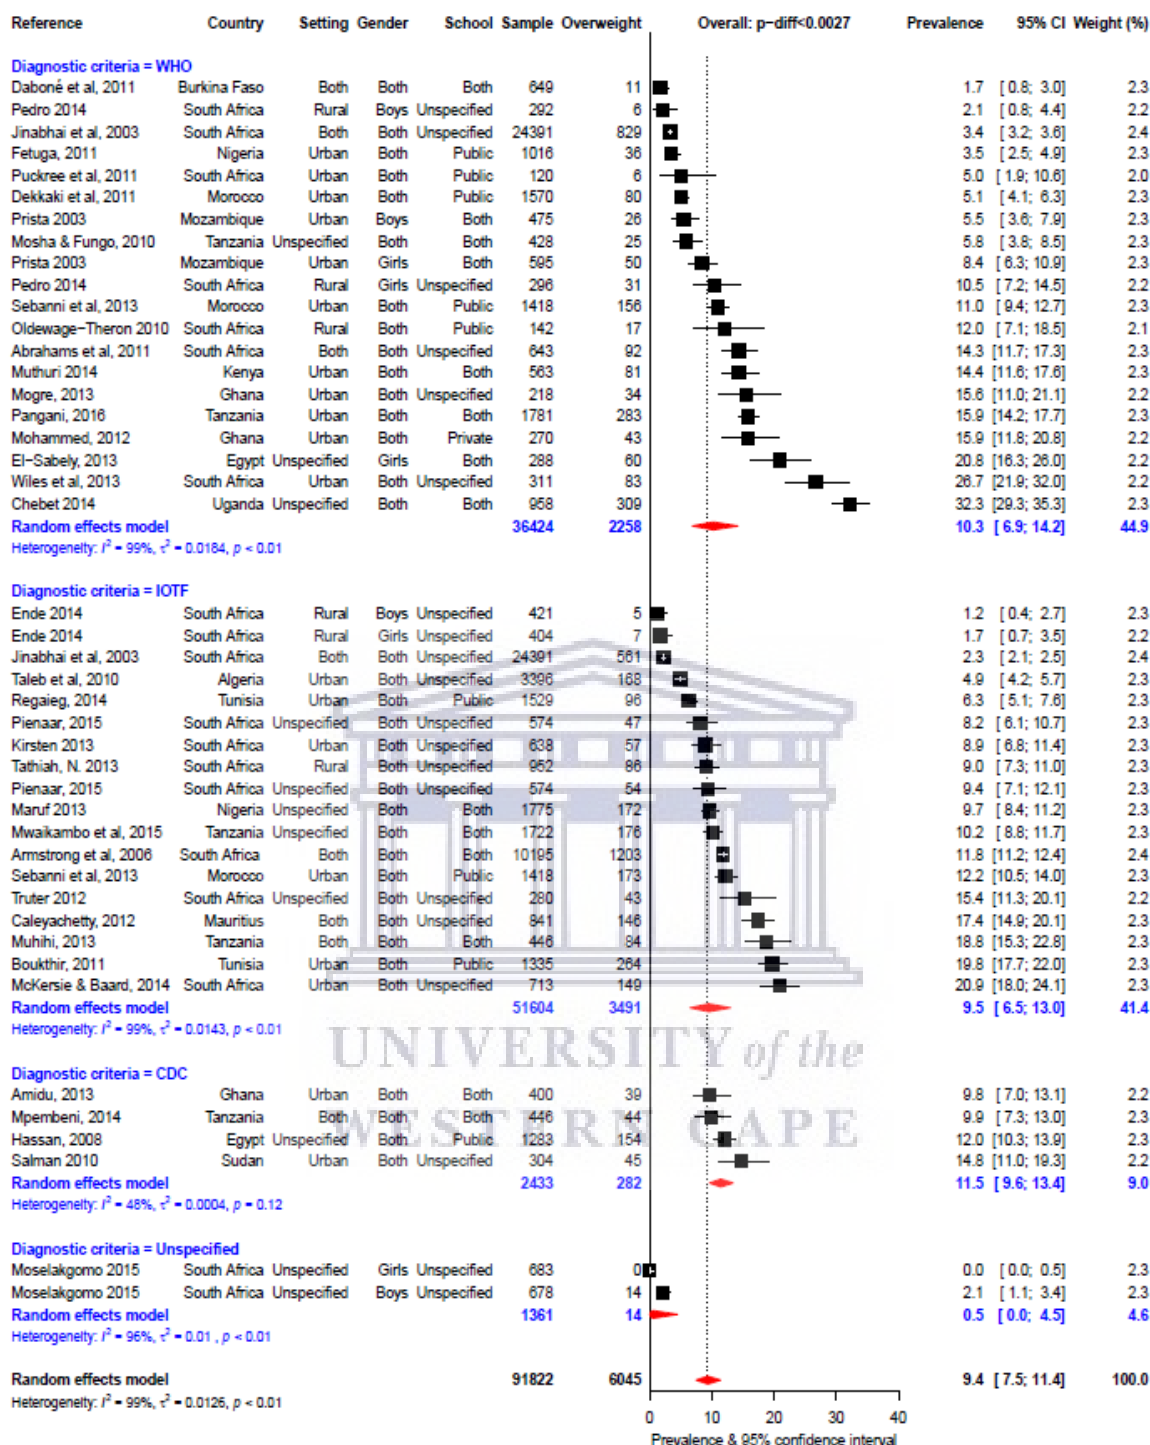 Reference Country Setting Gender School Sample Overweight Overall: p-diff<0.0027 Prevalence 95% CI Weight (%)
Diagnostic criteria = WHO
Daboné et al, 2011 Burkina Faso Both Both Both 649 11 1.7 [ 0.8; 3.0] 2.3
Pedro 2014 South Africa Rural Boys Unspecified 292 6 2.1 [ 0.8; 4.4] 2.2
Jinabhai et al, 2003 South Africa Both Both Unspecified 24391 829 3.4 [ 3.2; 3.6] 2.4
Fetuga, 2011 Nigeria Urban Both Public 1016 36 3.5 [ 2.5; 4.9] 2.3
Puckree et al, 2011 South Africa Urban Both Public 120 6 5.0 [ 1.9; 10.6] 2.0
Dekkaki et al, 2011 Morocco Urban Both Public 1570 80 5.1 [ 4.1; 6.3] 2.3
Prista 2003 Mozambique Urban Boys Both 475 26 5.5 [ 3.6; 7.9] 2.3
Mosha & Fungo, 2010 Tanzania Unspecified Both Both 428 25 5.8 [ 3.8; 8.5] 2.3
Prista 2003 Mozambique Urban Girls Both 595 50 8.4 [ 6.3; 10.9] 2.3
Pedro 2014 South Africa Rural Girls Unspecified 296 31 10.5 [ 7.2; 14.5] 2.2
Sebanni et al, 2013 Morocco Urban Both Public 1418 156 11.0 [ 9.4; 12.7] 2.3
Oldewage-Theron 2010 South Africa Rural Both Public 142 17 12.0 [ 7.1; 18.5] 2.1
Abrahams et al, 2011 South Africa Both Both Unspecified 643 92 14.3 [11.7; 17.3] 2.3
Muthuri 2014 Kenya Urban Both Both 563 81 14.4 [11.6; 17.6] 2.3
Mogre, 2013 Ghana Urban Both Unspecified 218 34 15.6 [11.0; 21.1] 2.2
Pangani, 2016 Tanzania Urban Both Both 1781 283 15.9 [14.2; 17.7] 2.3
Mohammed, 2012 Ghana Urban Both Private 270 43 15.9 [11.8; 20.8] 2.2
El-Sabely, 2013 Egypt Unspecified Girls Both 288 60 20.8 [16.3; 26.0] 2.2
Wiles et al, 2013 South Africa Urban Both Unspecified 311 83 26.7 [21.9; 32.0] 2.2
Chebet 2014 Uganda Unspecified Both Both 958 309 32.3 [29.3; 35.3] 2.3
Random effects model 36424 2258 10.3 [ 6.9; 14.2] 44.9
Heterogeneity: I² = 99%, τ² = 0.0184, p < 0.01
Diagnostic criteria = IOTF
Ende 2014 South Africa Rural Boys Unspecified 421 5 1.2 [ 0.4; 2.7] 2.3
Ende 2014 South Africa Rural Girls Unspecified 404 7 1.7 [ 0.7; 3.5] 2.2
Jinabhai et al, 2003 South Africa Both Both Unspecified 24391 561 2.3 [ 2.1; 2.5] 2.4
Taleb et al, 2010 Algeria Urban Both Unspecified 3396 168 4.9 [ 4.2; 5.7] 2.3
Regaieg, 2014 Tunisia Urban Both Public 1529 96 6.3 [ 5.1; 7.6] 2.3
Pienaar, 2015 South Africa Unspecified Both Unspecified 574 47 8.2 [ 6.1; 10.7] 2.3
Kirsten 2013 South Africa Urban Both Unspecified 638 57 8.9 [ 6.8; 11.4] 2.3
Tathiah, N. 2013 South Africa Rural Both Unspecified 952 86 9.0 [ 7.3; 11.0] 2.3
Pienaar, 2015 South Africa Unspecified Both Unspecified 574 54 9.4 [ 7.1; 12.1] 2.3
Maruf 2013 Nigeria Unspecified Both Both 1775 172 9.7 [ 8.4; 11.2] 2.3
Mwaikambo et al, 2015 Tanzania Unspecified Both Both 1722 176 10.2 [ 8.8; 11.7] 2.3
Armstrong et al, 2006 South Africa Both Both Both 10195 1203 11.8 [11.2; 12.4] 2.4
Sebanni et al, 2013 Morocco Urban Both Public 1418 173 12.2 [10.5; 14.0] 2.3
Truter 2012 South Africa Unspecified Both Unspecified 280 43 15.4 [11.3; 20.1] 2.2
Caleyachetty, 2012 Mauritius Both Both Unspecified 841 146 17.4 [14.9; 20.1] 2.3
Muhihi, 2013 Tanzania Both Both Both 446 84 18.8 [15.3; 22.8] 2.3
Boukthir, 2011 Tunisia Urban Both Public 1335 264 19.8 [17.7; 22.0] 2.3
McKersie & Baard, 2014 South Africa Urban Both Unspecified 713 149 20.9 [18.0; 24.1] 2.3
Random effects model 51604 3491 9.5 [ 6.5; 13.0] 41.4
Heterogeneity: I² = 99%, τ² = 0.0143, p < 0.01
UNIVERSITY of the
Diagnostic criteria = CDC
Amidu, 2013 Ghana Urban Both Both 400 39 9.8 [ 7.0; 13.1] 2.2
Mpembeni, 2014 Tanzania Both Both Both 446 44 9.9 [ 7.3; 13.0] 2.3
WESTERN CAPE
Hassan, 2008 Egypt Unspecified Both Public 1283 154 12.0 [10.3; 13.9] 2.3
Salman 2010 Sudan Urban Both Unspecified 304 45 14.8 [11.0; 19.3] 2.2
Random effects model 2433 282 11.5 [ 9.6; 13.4] 9.0
Heterogeneity: I² = 48%, τ² = 0.0004, p = 0.12
Diagnostic criteria = Unspecified
Moselakgomo 2015 South Africa Unspecified Girls Unspecified 683 0 0.0 [ 0.0; 0.5] 2.3
Moselakgomo 2015 South Africa Unspecified Boys Unspecified 678 14 2.1 [ 1.1; 3.4] 2.3
Random effects model 1361 14 0.5 [ 0.0; 4.5] 4.6
Heterogeneity: I² = 96%, τ² = 0.01 , p < 0.01
Random effects model 91822 6045 9.4 [ 7.5; 11.4] 100.0
Heterogeneity: I² = 99%, τ² = 0.0126, p < 0.01
0 10 20 30 40
Prevalence & 95% confidence interval